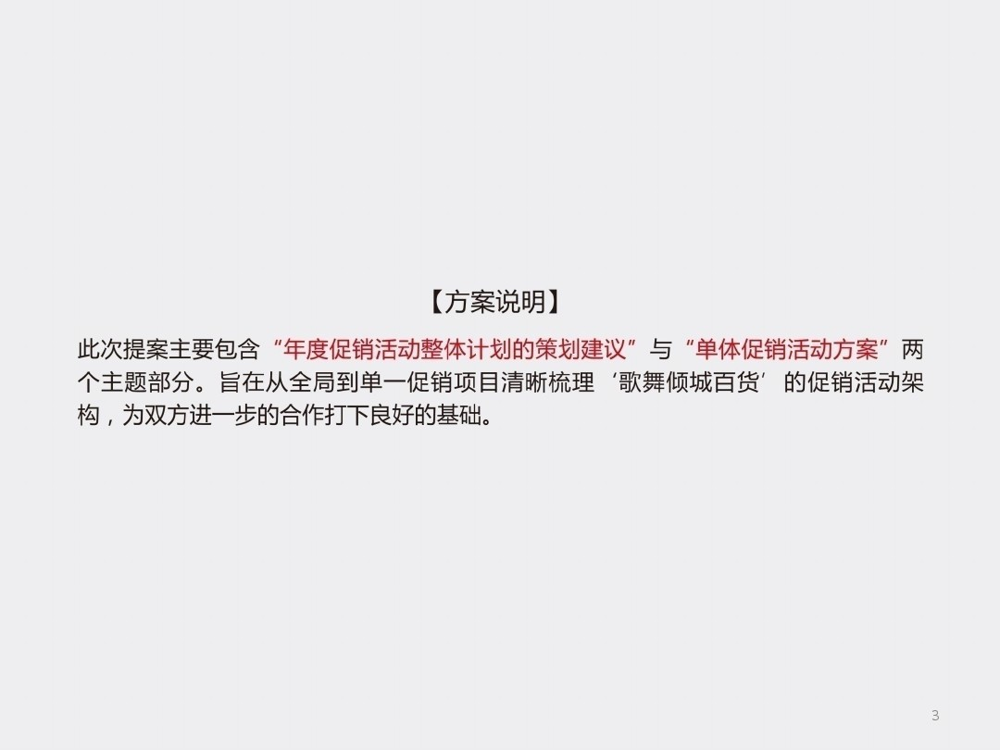 【方案说明】
此次提案主要包含“年度促销活动整体计划的策划建议”与“单体促销活动方案”两
个主题部分。旨在从全局到单一促销项目清晰梳理‘歌舞倾城百货’的促销活动架
构，为双方进一步的合作打下良好的基础。
3